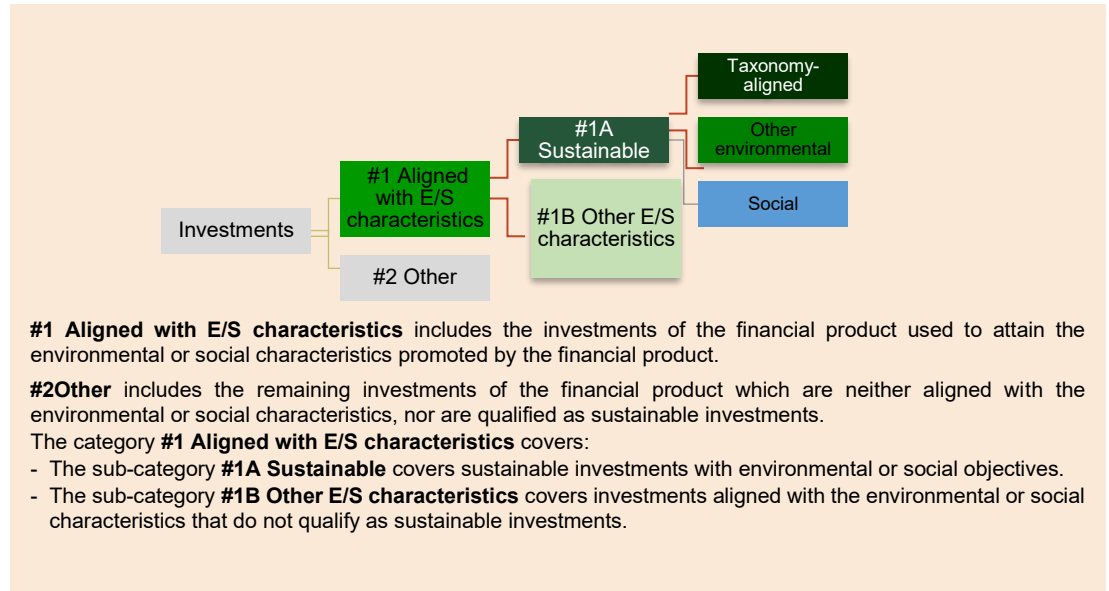 Taxonomy-
aligned
#1A
Sustainable
Other
environmental
#1 Aligned
with E/S
characteristics
Social
#1B Other E/S
characteristics
Investments
#2 Other
#1 Aligned with E/S characteristics includes the investments of the financial product used to attain the
environmental or social characteristics promoted by the financial product.
#2Other includes the remaining investments of the financial product which are neither aligned with the
environmental or social characteristics, nor are qualified as sustainable investments.
The category #1 Aligned with E/S characteristics covers:
- The sub-category #1A Sustainable covers sustainable investments with environmental or social objectives.
- The sub-category #1B Other E/S characteristics covers investments aligned with the environmental or social
characteristics that do not qualify as sustainable investments.